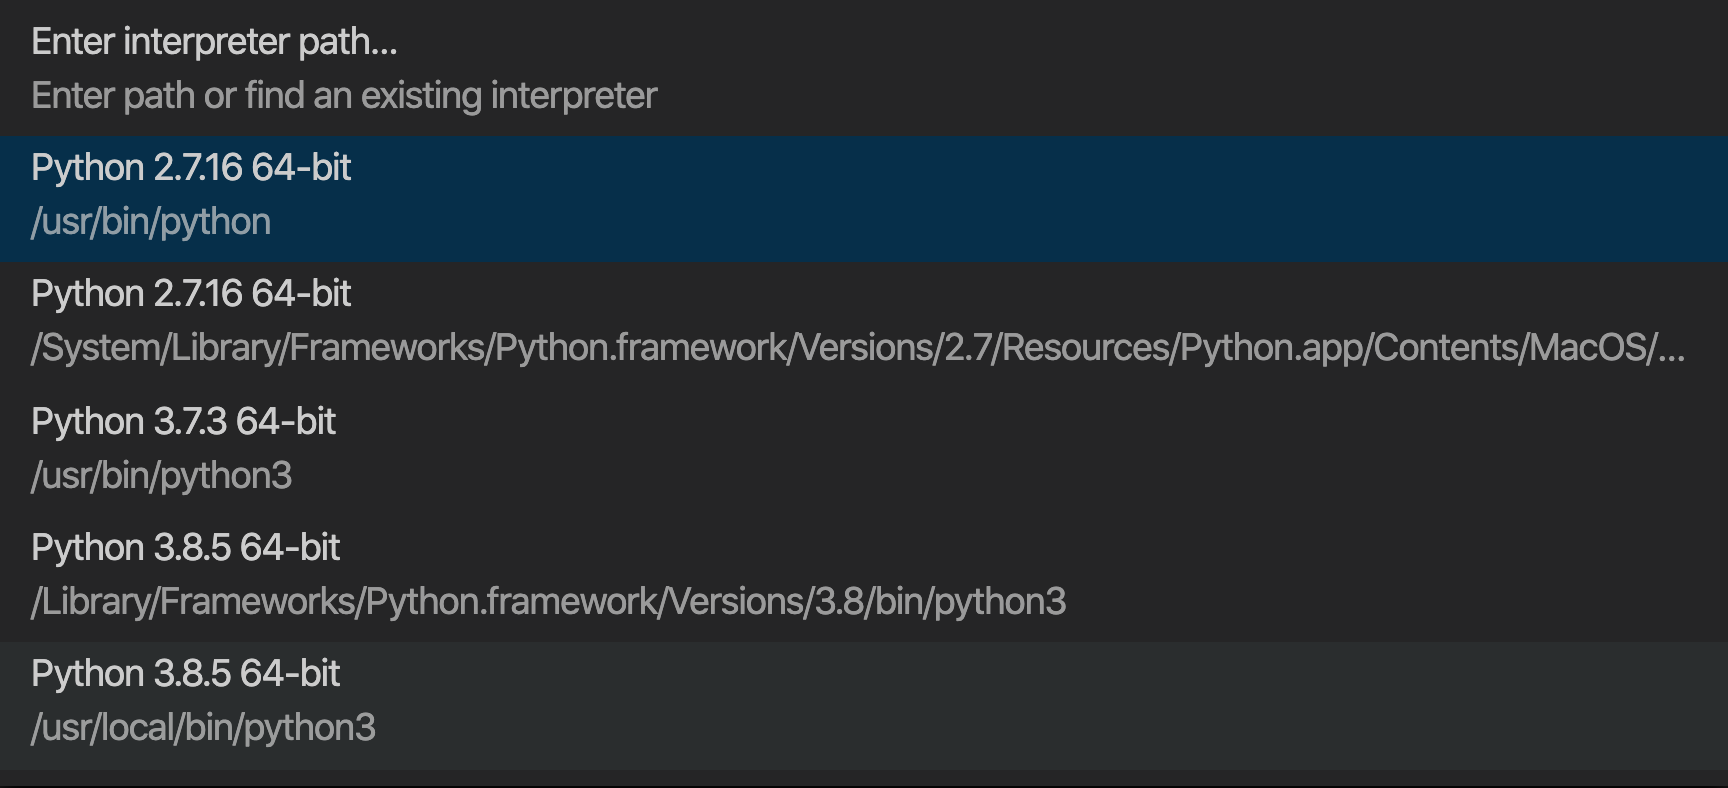 Enter interpreter path...
Enter path or find an existing interpreter
Python 2.7.16 64-bit
/usr/bin/python
Python 2.7.16 64-bit
/System/Library/Frameworks/Python.framework/Versions/2.7/Resources/Python.app/Contents/MacOS/...
Python 3.7.3 64-bit
/usr/bin/python3
Python 3.8.5 64-bit
/Library/Frameworks/Python.framework/Versions/3.8/bin/python3
Python 3.8.5 64-bit
/usr/local/bin/python3